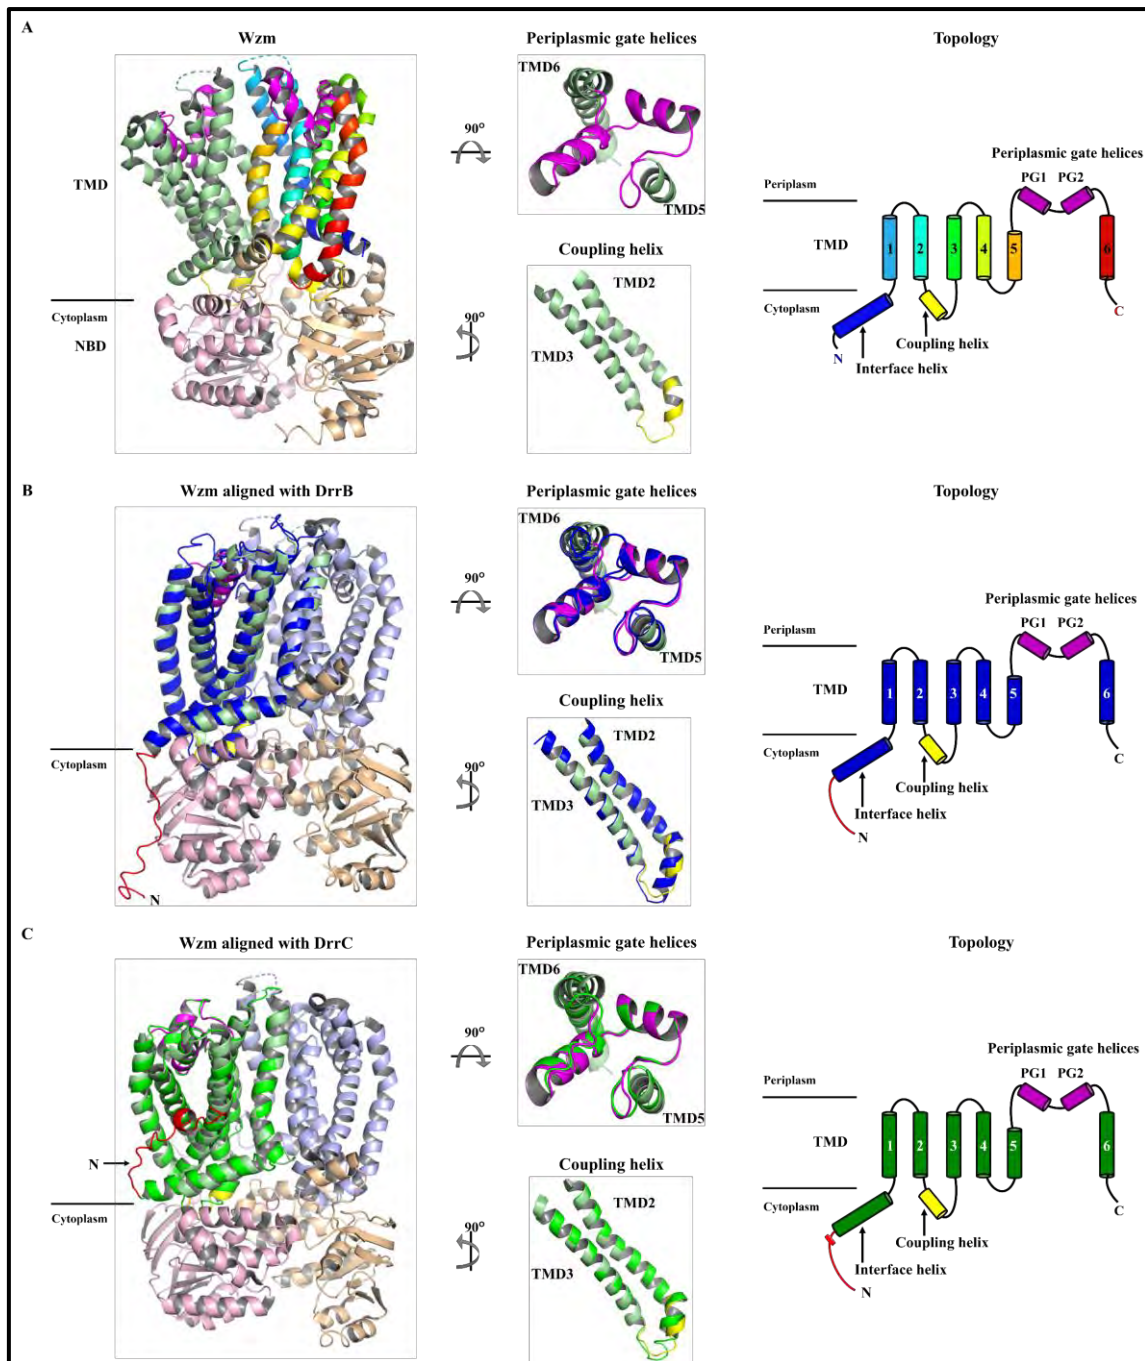 A
Wzm
Periplasmic gate helices
Topology
TMD6
90°
TMD5
TMD
Cytoplasm
NBD
Coupling helix
TMD2
90°
TMD3
Periplasmic gate helices
PG1 PG2
Periplasm
TMD
1 2 3 4 5 6
Cytoplasm
C
N
Coupling helix
Interface helix
B
Wzm aligned with DrrB
Periplasmic gate helices
Topology
TMD6
90°
TMD5
Cytoplasm
N
Coupling helix
TMD2
90°
TMD3
Periplasmic gate helices
PG1 PG2
Periplasm
TMD
1 2 3 4 5 6
Cytoplasm
C
Coupling helix
Interface helix
N
C
Wzm aligned with DrrC
Periplasmic gate helices
Topology
TMD6
90°
TMD5
N
Cytoplasm
Coupling helix
TMD2
90°
TMD3
Periplasmic gate helices
PG1 PG2
Periplasm
TMD
1 2 3 4 5 6
Cytoplasm
C
Coupling helix
Interface helix
N